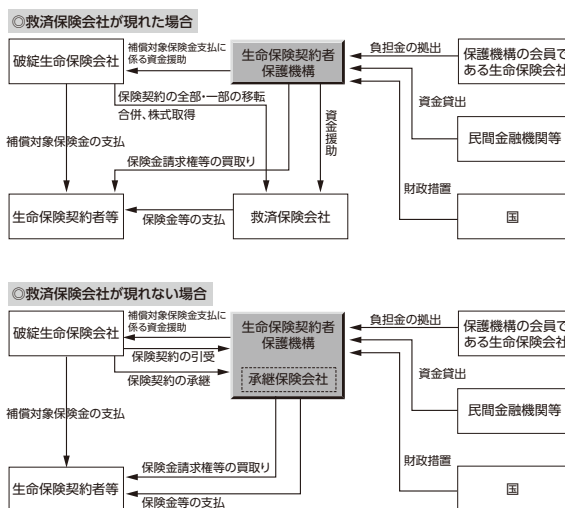 ◎救済保険会社が現れた場合
破綻生命保険会社
補償対象保険金支払に
係る資金援助
生命保険契約者
保護機構
負担金の拠出
保護機構の会員で
ある生命保険会社
保険契約の全部・一部の移転
合併、株式取得
資金援助
資金貸出
民間金融機関等
補償対象保険金の支払
保険金請求権等の買取り
財政措置
生命保険契約者等
保険金等の支払
救済保険会社
国
◎救済保険会社が現れない場合
破綻生命保険会社
補償対象保険金支払に
係る資金援助
生命保険契約者
保護機構
負担金の拠出
保護機構の会員で
ある生命保険会社
保険契約の引受
保険契約の承継
承継保険会社
資金貸出
民間金融機関等
補償対象保険金の支払
保険金請求権等の買取り
財政措置
生命保険契約者等
保険金等の支払
国